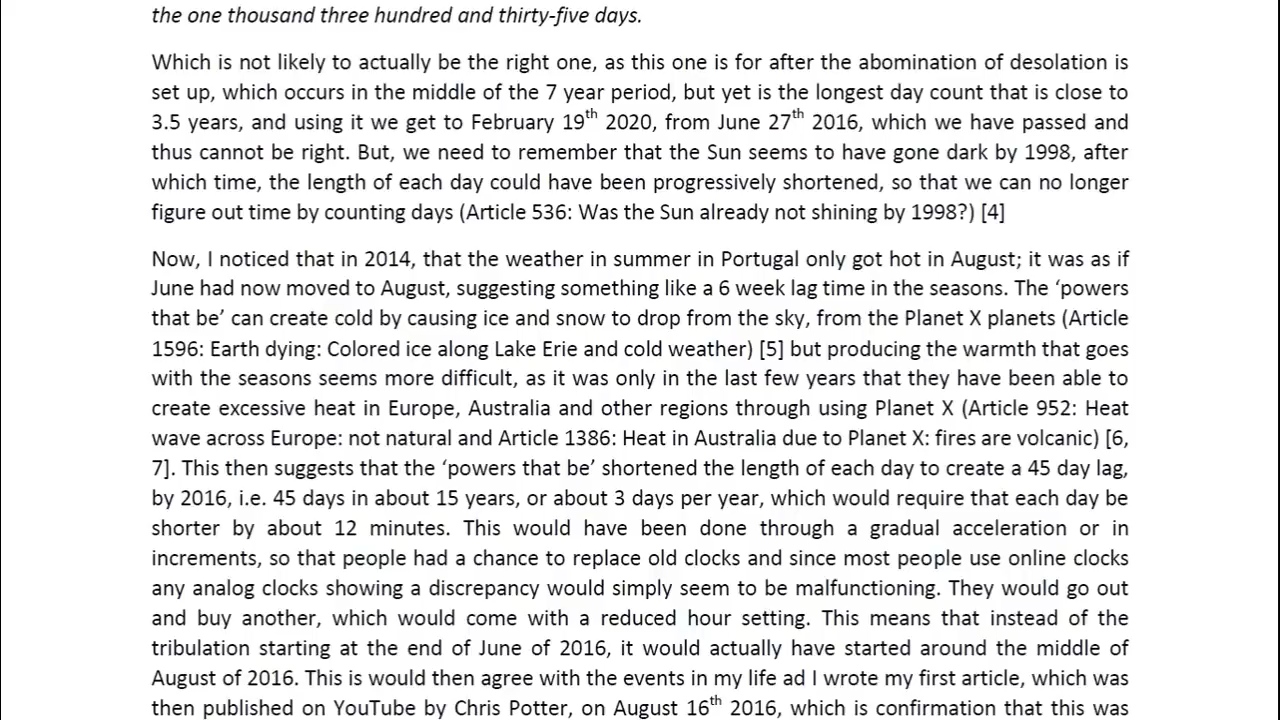 the one thousand three hundred and thirty-five days.
Which is not likely to actually be the right one, as this one is for after the abomination of desolation is
set up, which occurs in the middle of the 7 year period, but yet is the longest day count that is close to
3.5 years, and using it we get to February 19th 2020, from June 27th 2016, which we have passed and
thus cannot be right. But, we need to remember that the Sun seems to have gone dark by 1998, after
which time, the length of each day could have been progressively shortened, so that we can no longer
figure out time by counting days (Article 536: Was the Sun already not shining by 1998?) [4]
Now, I noticed that in 2014, that the weather in summer in Portugal only got hot in August; it was as if
June had now moved to August, suggesting something like a 6 week lag time in the seasons. The ‘powers
that be’ can create cold by causing ice and snow to drop from the sky, from the Planet X planets (Article
1596: Earth dying: Colored ice along Lake Erie and cold weather) [5] but producing the warmth that goes
with the seasons seems more difficult, as it was only in the last few years that they have been able to
create excessive heat in Europe, Australia and other regions through using Planet X (Article 952: Heat
wave across Europe: not natural and Article 1386: Heat in Australia due to Planet X: fires are volcanic) [6,
7]. This then suggests that the ‘powers that be’ shortened the length of each day to create a 45 day lag,
by 2016, i.e. 45 days in about 15 years, or about 3 days per year, which would require that each day be
shorter by about 12 minutes. This would have been done through a gradual acceleration or in
increments, so that people had a chance to replace old clocks and since most people use online clocks
any analog clocks showing a discrepancy would simply seem to be malfunctioning. They would go out
and buy another, which would come with a reduced hour setting. This means that instead of the
tribulation starting at the end of June of 2016, it would actually have started around the middle of
August of 2016. This is would then agree with the events in my life ad I wrote my first article, which was
then published on YouTube by Chris Potter, on August 16th 2016, which is confirmation that this was